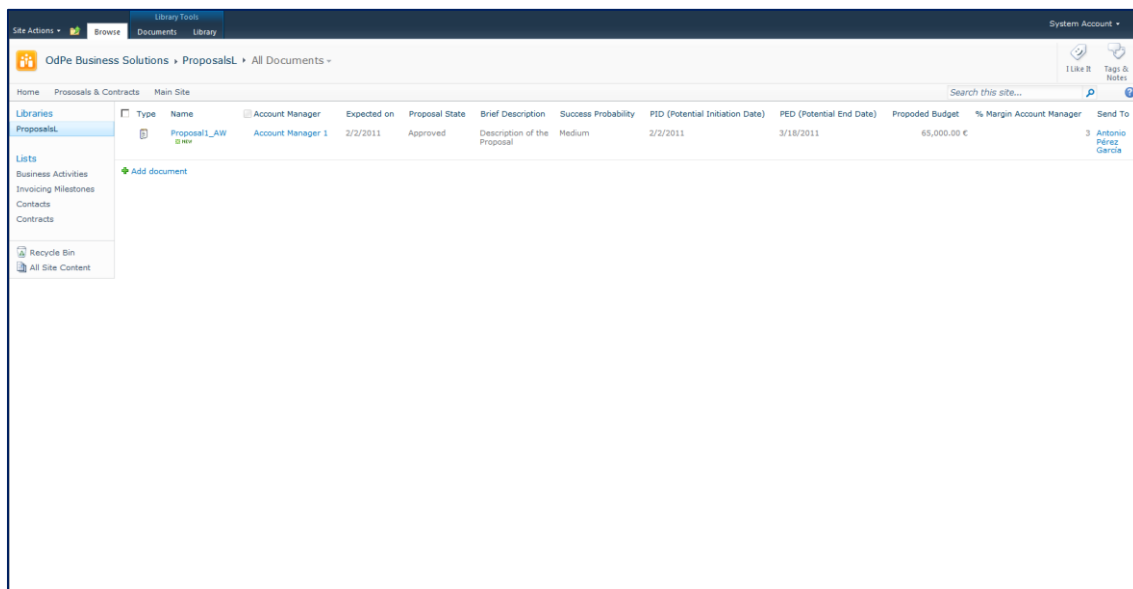 Library Tools
Site Actions Browse Documents Library System Account
OdPe Business Solutions ProposalsL All Documents
I Like It Tags & Notes
Home Prososals & Contracts Main Site Search this site...
Libraries
ProposalsL
Lists
Business Activities
Invoicing Milestones
Contacts
Contracts
Recycle Bin
All Site Content
Type Name Account Manager Expected on Proposal State Brief Description Success Probability PID (Potential Initiation Date) PED (Potential End Date) Propoded Budget % Margin Account Manager Send To
Proposal1_AW Account Manager 1 2/2/2011 Approved Description of the Proposal Medium 2/2/2011 3/18/2011 65,000.00 € 3 Antonio Pérez García
NEW
Add document